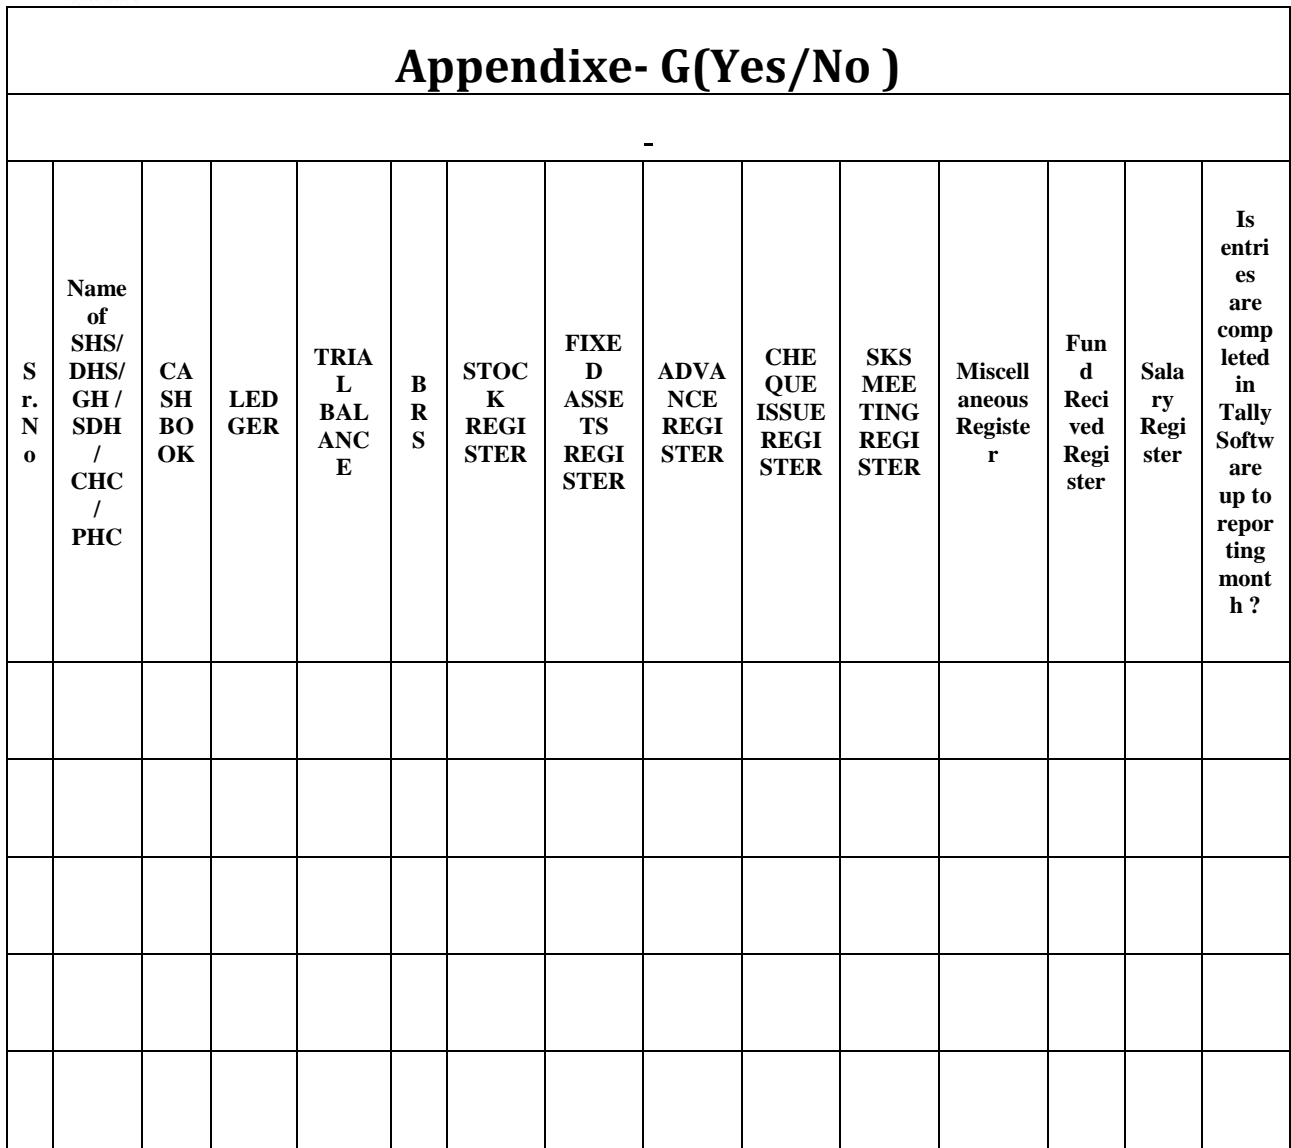 Appendixe- G(Yes/No )
-
S
r.
N
o
Name
of
SHS/
DHS/
GH /
SDH
/
CHC
/
PHC
CA
SH
BO
OK
LED
GER
TRIA
L
BAL
ANC
E
B
R
S
STOC
K
REGI
STER
FIXE
D
ASSE
TS
REGI
STER
ADVA
NCE
REGI
STER
CHE
QUE
ISSUE
REGI
STER
SKS
MEE
TING
REGI
STER
Miscell
aneous
Registe
r
Fun
d
Reci
ved
Regi
ster
Sala
ry
Regi
ster
Is
entri
es
are
comp
leted
in
Tally
Softw
are
up to
repor
ting
mont
h ?